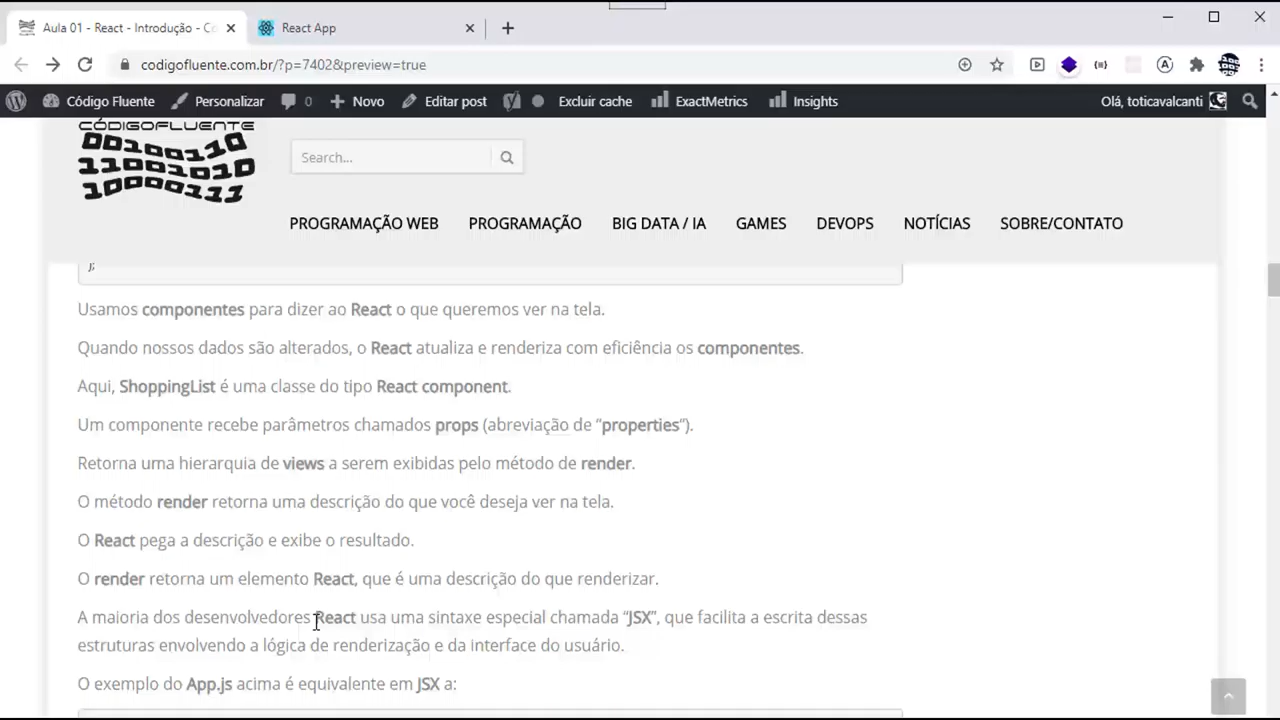 Aula 01 - React - Introdução - Co
React App
codigofluente.com.br/?p=7402&preview=true
Código Fluente
Personalizar
0
Novo
Editar post
Excluir cache
ExactMetrics
Insights
Olá, toticavalcanti
CÓDIGOFLUENTE
00100110
11001010
10000111
Search...
PROGRAMAÇÃO WEB
PROGRAMAÇÃO
BIG DATA / IA
GAMES
DEVOPS
NOTÍCIAS
SOBRE/CONTATO
);
Usamos componentes para dizer ao React o que queremos ver na tela.
Quando nossos dados são alterados, o React atualiza e renderiza com eficiência os componentes.
Aqui, ShoppingList é uma classe do tipo React component.
Um componente recebe parâmetros chamados props (abreviação de “properties“).
Retorna uma hierarquia de views a serem exibidas pelo método de render.
O método render retorna uma descrição do que você deseja ver na tela.
O React pega a descrição e exibe o resultado.
O render retorna um elemento React, que é uma descrição do que renderizar.
A maioria dos desenvolvedores React usa uma sintaxe especial chamada “JSX”, que facilita a escrita dessas
estruturas envolvendo a lógica de renderização e da interface do usuário.
O exemplo do App.js acima é equivalente em JSX a: